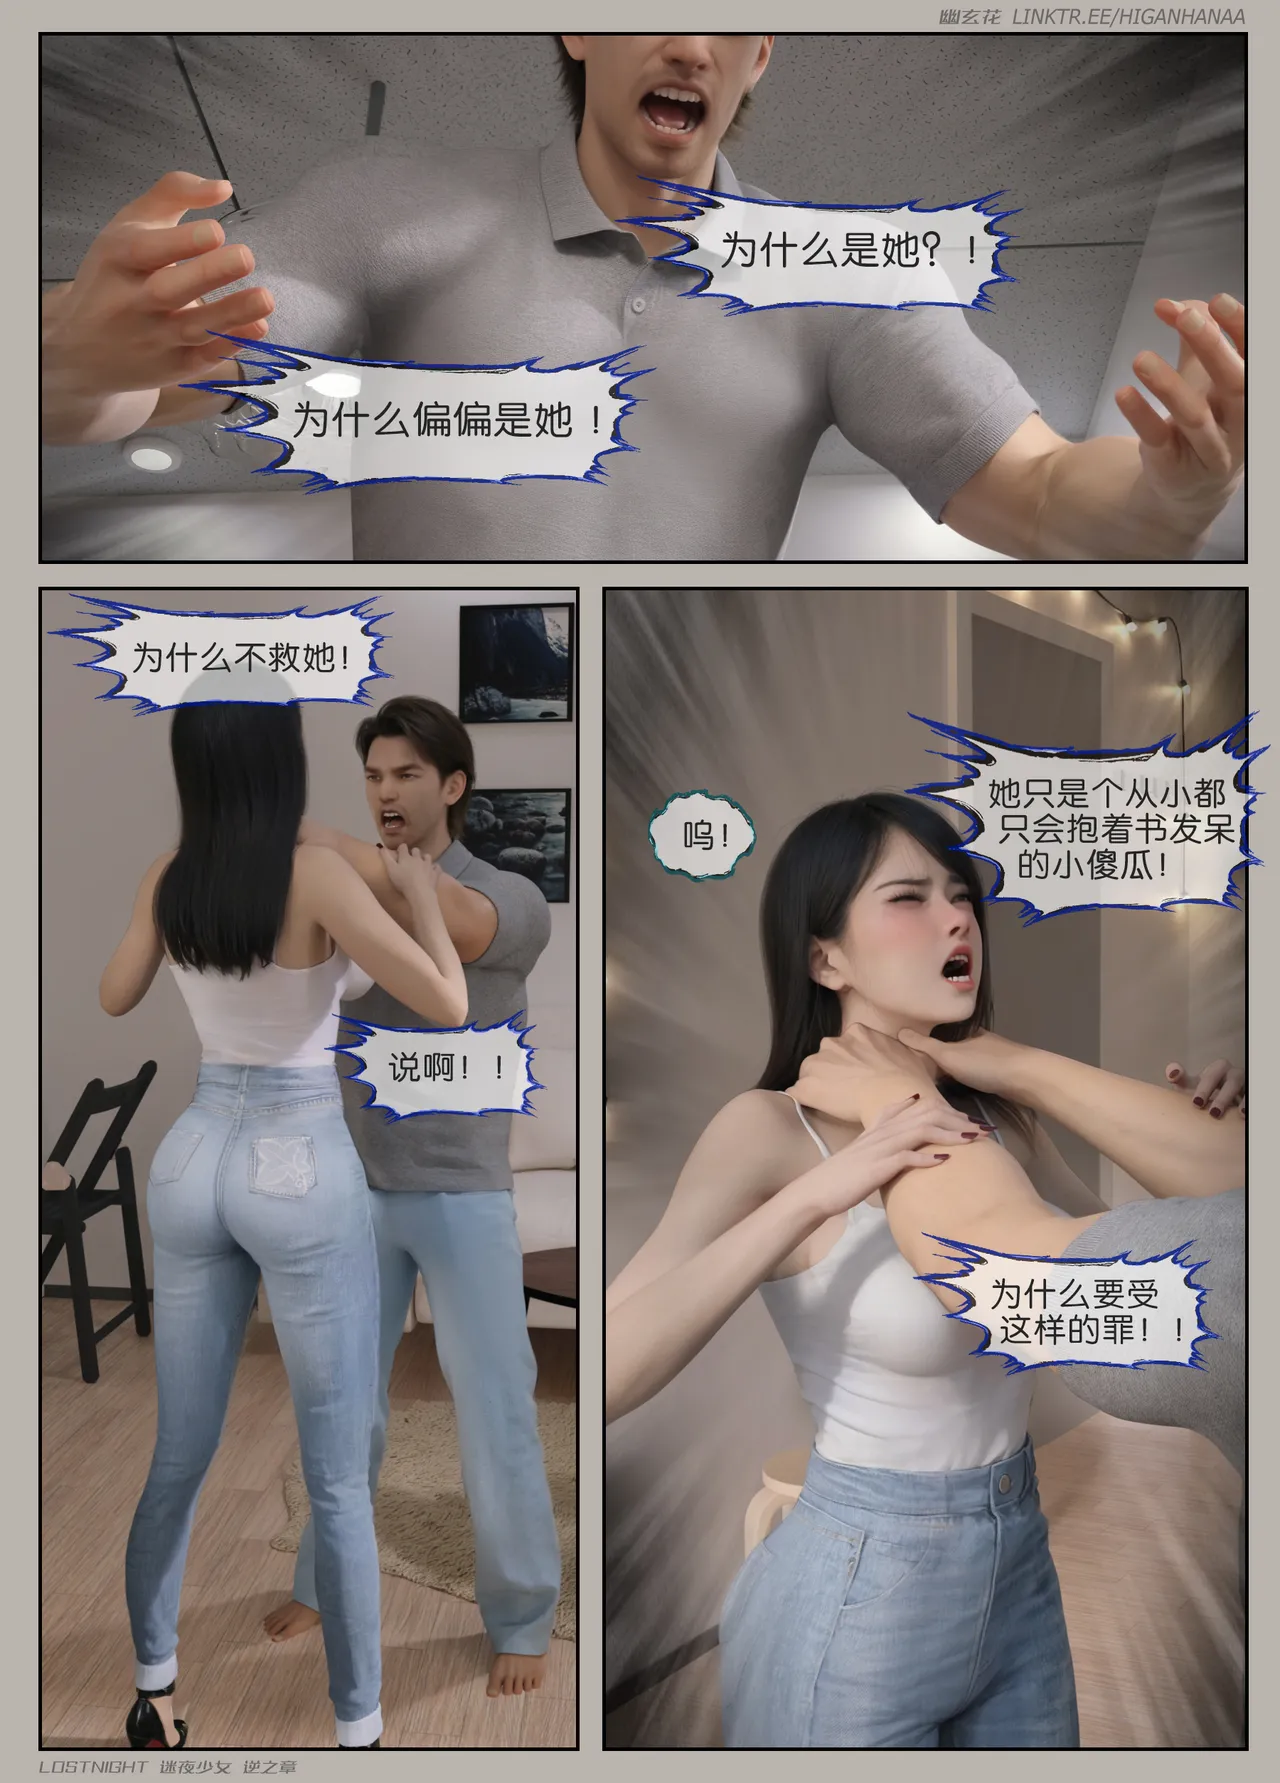 幽玄花 LINKTR.EE/HIGANHANAA
为什么是她？！
为什么偏偏是她！
为什么不救她！
说啊！！
呜！
她只是个从小都
只会抱着书发呆
的小傻瓜！
为什么要受
这样的罪！！
LOSTNIGHT 迷夜少女 逆之章